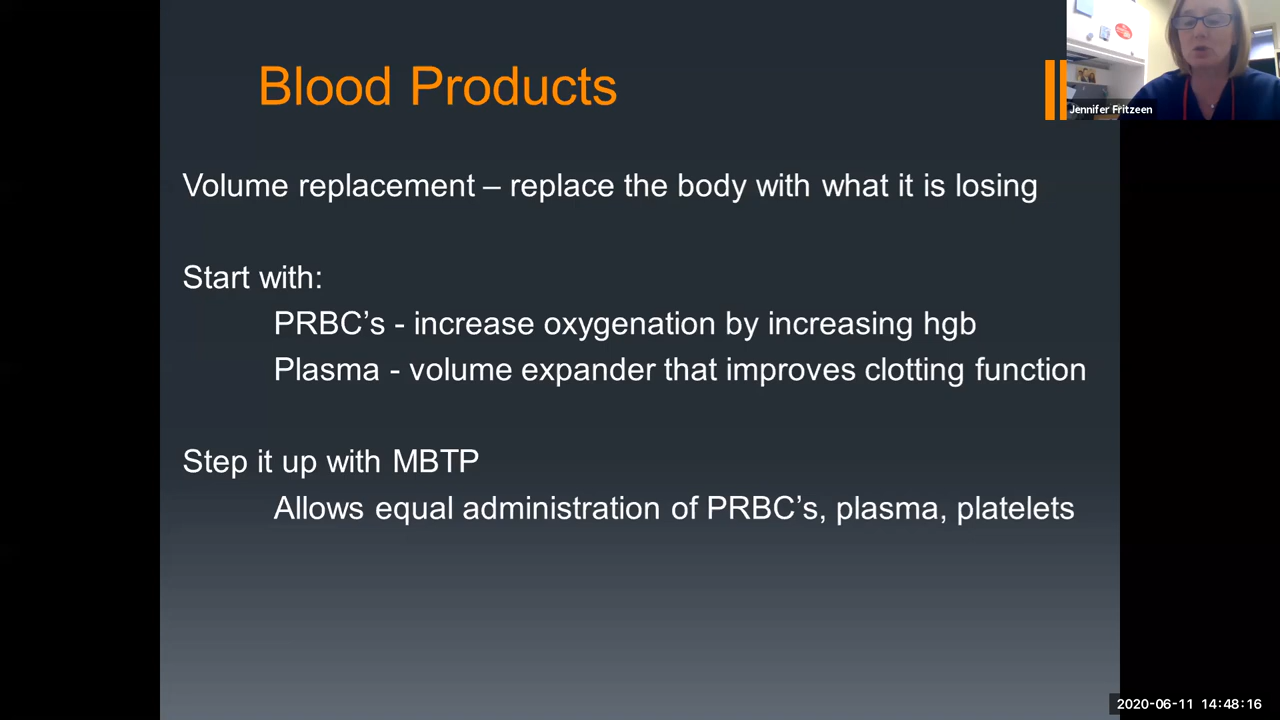 Blood Products
Jennifer Fritzeen
Volume replacement – replace the body with what it is losing
Start with:
PRBC’s - increase oxygenation by increasing hgb
Plasma - volume expander that improves clotting function
Step it up with MBTP
Allows equal administration of PRBC’s, plasma, platelets
2020-06-11 14:48:16